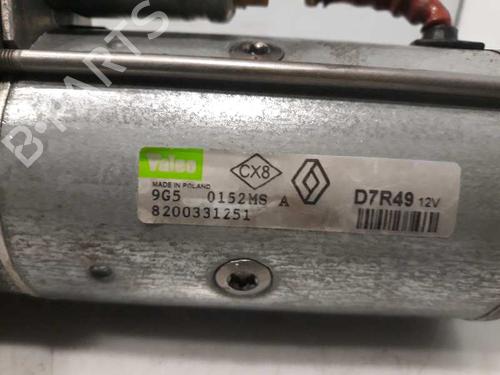 B-PARTS
Valeo
CX8
MADE IN POLAND
9G5 0152MS A
D7R49 12V
8200331251